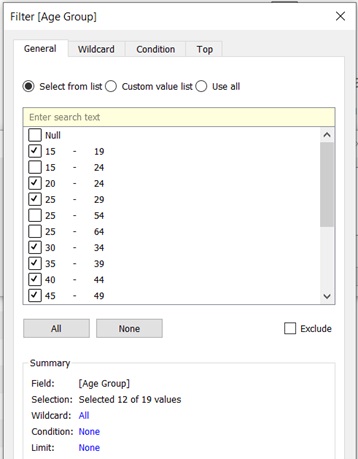 Filter [Age Group]
General Wildcard Condition Top
Select from list Custom value list Use all
Enter search text
Null
15 - 19
15 - 24
20 - 24
25 - 29
25 - 54
25 - 64
30 - 34
35 - 39
40 - 44
45 - 49
All None Exclude
Summary
Field: [Age Group]
Selection: Selected 12 of 19 values
Wildcard: All
Condition: None
Limit: None